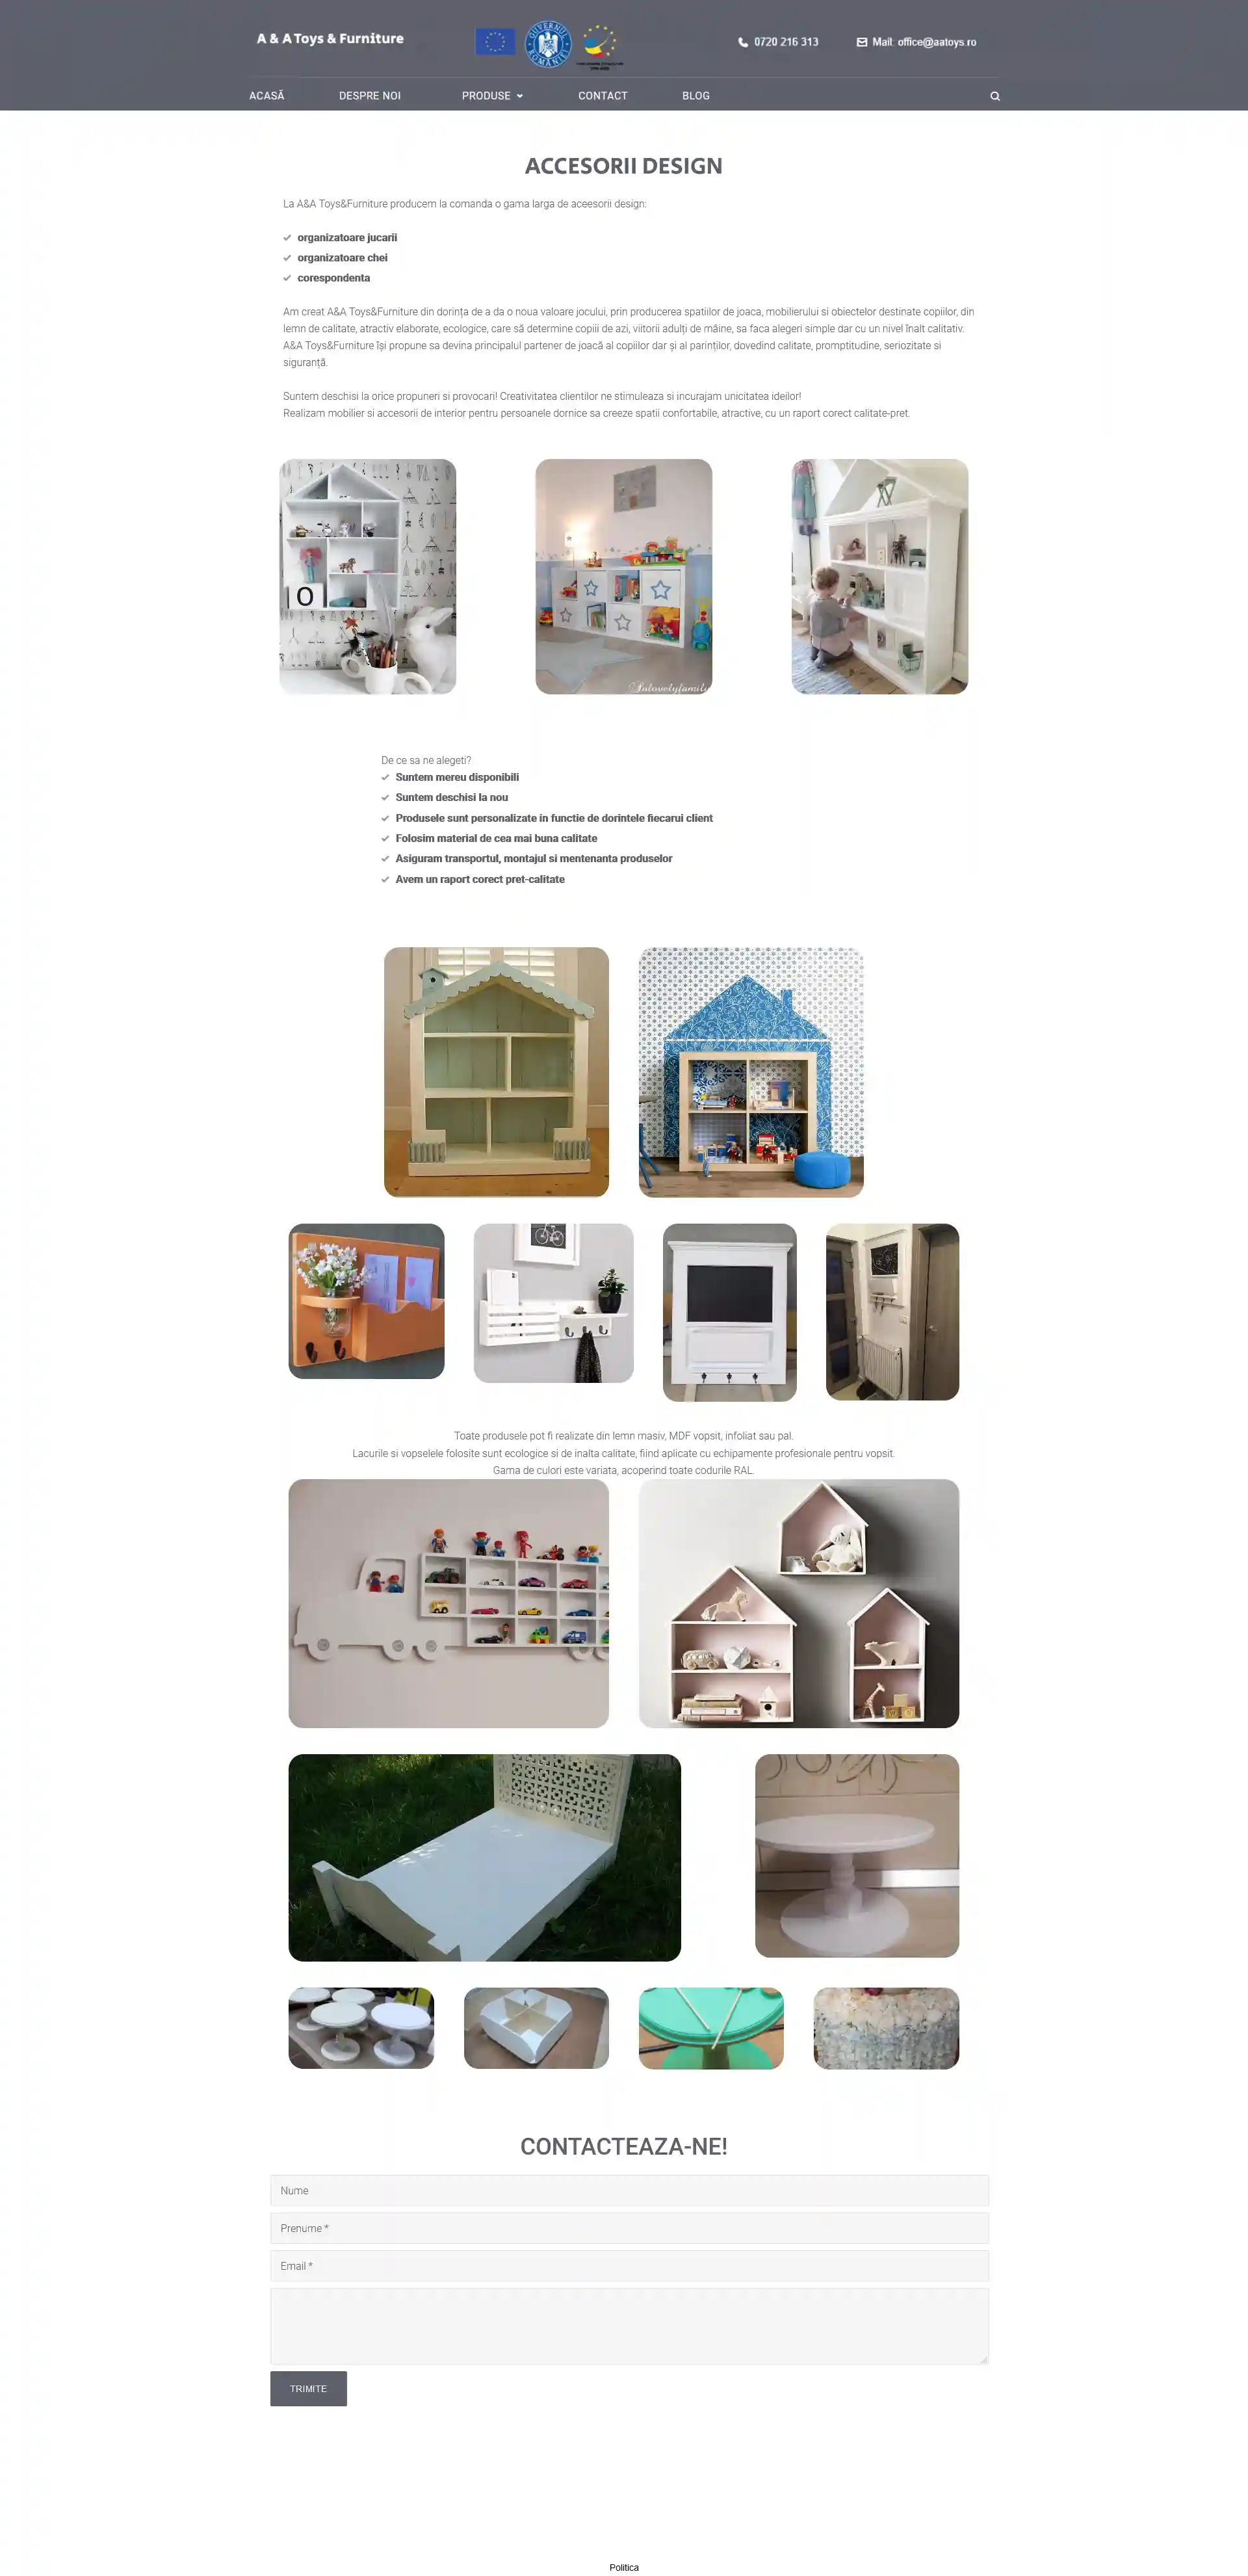 A & A Toys & Furniture
GUVERNUL ROMÂNIEI
0720 216 313
Mail: office@aatoys.ro
ACASĂ
DESPRE NOI
PRODUSE
CONTACT
BLOG
ACCESORII DESIGN
La A&A Toys&Furniture producem la comanda o gama larga de aceesorii design:
organizatoare jucarii
organizatoare chei
corespondenta
Am creat A&A Toys&Furniture din dorința de a da o noua valoare jocului, prin producerea spatiilor de joaca, mobilierului si obiectelor destinate copiilor, din
lemn de calitate, atractiv elaborate, ecologice, care să determine copiii de azi, viitorii adulți de mâine, sa faca alegeri simple dar cu un nivel înalt calitativ.
A&A Toys&Furniture își propune sa devina principalul partener de joacă al copiilor dar și al parinților, dovedind calitate, promptitudine, seriozitate si
siguranță.
Suntem deschisi la orice propuneri si provocari! Creativitatea clientilor ne stimuleaza si incurajam unicitatea ideilor!
Realizam mobilier si accesorii de interior pentru persoanele dornice sa creeze spatii confortabile, atractive, cu un raport corect calitate-pret.
O
De ce sa ne alegeti?
Suntem mereu disponibili
Suntem deschisi la nou
Produsele sunt personalizate in functie de dorintele fiecarui client
Folosim material de cea mai buna calitate
Asiguram transportul, montajul si mentenanta produselor
Avem un raport corect pret-calitate
Toate produsele pot fi realizate din lemn masiv, MDF vopsit, infoliat sau pal.
Lacurile si vopselele folosite sunt ecologice si de inalta calitate, fiind aplicate cu echipamente profesionale pentru vopsit.
Gama de culori este variata, acoperind toate codurile RAL.
CONTACTEAZA-NE!
Nume
Prenume *
Email *
TRIMITE
Politica